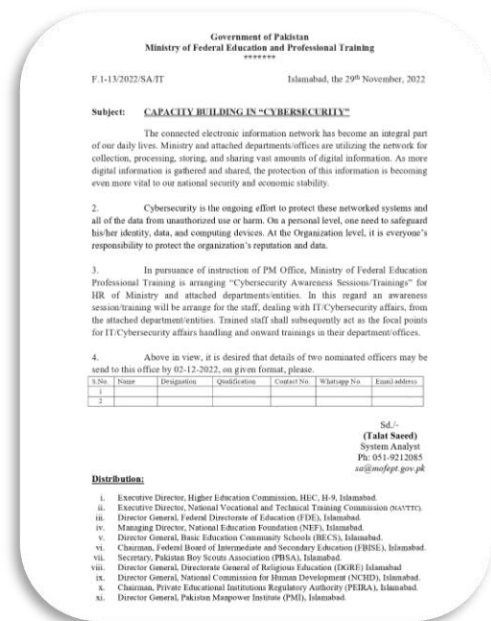 Government of Pakistan
Ministry of Federal Education and Professional Training
*******
F.1-13/2022/SA/IT Islamabad, the 29th November, 2022
Subject: CAPACITY BUILDING IN “CYBERSECURITY”
The connected electronic information network has become an integral part
of our daily lives. Ministry and attached departments/offices are utilizing the network for
collection, processing, storing, and sharing vast amounts of digital information. As more
digital information is gathered and shared, the protection of this information is becoming
even more vital to our national security and economic stability.
2. Cybersecurity is the ongoing effort to protect these networked systems and
all of the data from unauthorized use or harm. On a personal level, one need to safeguard
his/her identity, data, and computing devices. At the Organization level, it is everyone’s
responsibility to protect the organization’s reputation and data.
3. In pursuance of instruction of PM Office, Ministry of Federal Education
Professional Training is arranging “Cybersecurity Awareness Sessions/Trainings” for
HR of Ministry and attached departments/entities. In this regard an awareness
session/training will be arrange for the staff, dealing with IT/Cybersecurity affairs, from
the attached department/entities. Trained staff shall subsequently act as the focal points
for IT/Cybersecurity affairs handling and onward trainings in their department/offices.
4. Above in view, it is desired that details of two nominated officers may be
send to this office by 02-12-2022, on given format, please.
S.No. Name Designation Qualification Contact No. Whatsapp No. Email address
1
2
Sd./-
(Talat Saeed)
System Analyst
Ph: 051-9212085
sa@mofept.gov.pk
Distribution:
i. Executive Director, Higher Education Commission, HEC, H-9, Islamabad.
ii. Executive Director, National Vocational and Technical Training Commission (NAVTTC)
iii. Director General, Federal Directorate of Education (FDE), Islamabad.
iv. Managing Director, National Education Foundation (NEF), Islamabad.
v. Director General, Basic Education Community Schools (BECS), Islamabad.
vi. Chairman, Federal Board of Intermediate and Secondary Education (FBISE), Islamabad.
vii. Secretary, Pakistan Boy Scouts Association (PBSA), Islamabad.
viii. Director General, Directorate General of Religious Education (DGRE) Islamabad
ix. Director General, National Commission for Human Development (NCHD), Islamabad.
x. Chairman, Private Educational Institutions Regulatory Authority (PEIRA), Islamabad.
xi. Director General, Pakistan Manpower Institute (PMI), Islamabad.